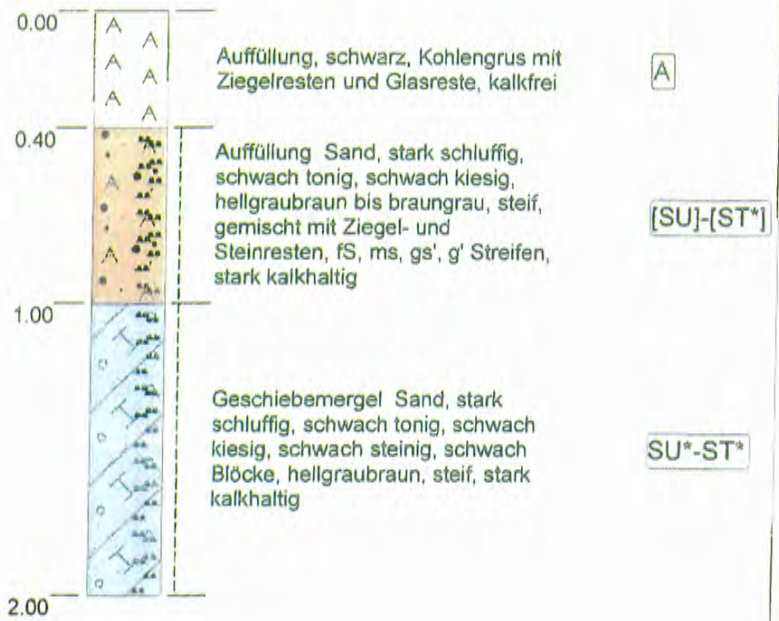 0.00
Auffüllung, schwarz, Kohlengrus mit
Ziegelresten und Glasreste, kalkfrei
A
0.40
Auffüllung Sand, stark schluffig,
schwach tonig, schwach kiesig,
hellgraubraun bis braungrau, steif,
gemischt mit Ziegel- und
Steinresten, fS, ms, gs', g' Streifen,
stark kalkhaltig
[SU]-[ST*]
1.00
Geschiebemergel Sand, stark
schluffig, schwach tonig, schwach
kiesig, schwach steinig, schwach
Blöcke, hellgraubraun, steif, stark
kalkhaltig
SU*-ST*
2.00